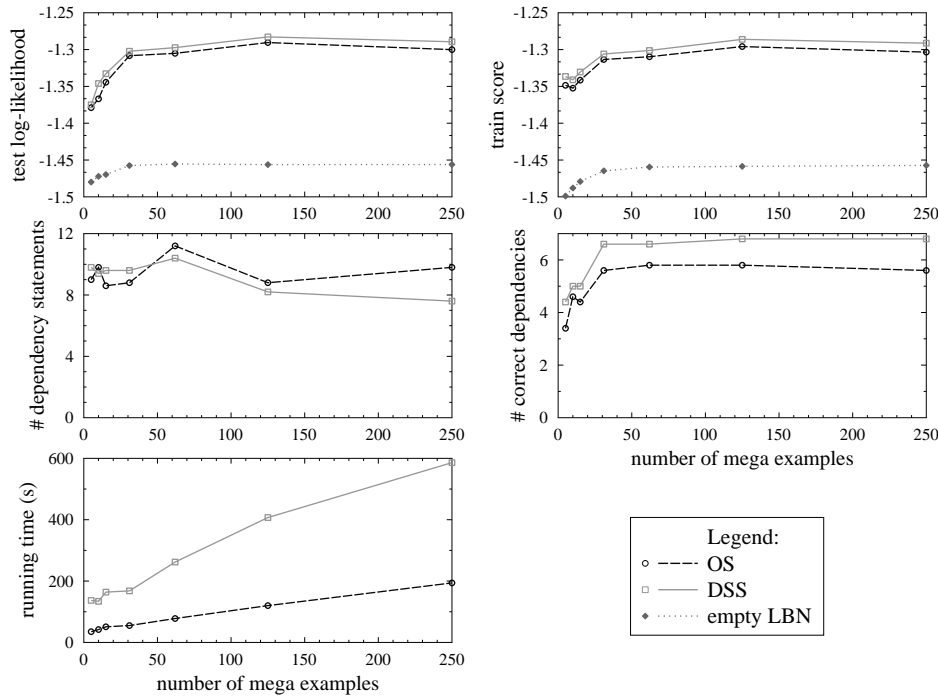 -1.25
-1.3
-1.35
-1.4
-1.45
-1.5
test log-likelihood
0 50 100 150 200 250
-1.25
-1.3
-1.35
-1.4
-1.45
-1.5
train score
0 50 100 150 200 250
12
8
4
0
# dependency statements
0 50 100 150 200 250
6
4
2
0
# correct dependencies
0 50 100 150 200 250
number of mega examples
600
400
200
0
running time (s)
0 50 100 150 200 250
number of mega examples
Legend:
OS
DSS
empty LBN